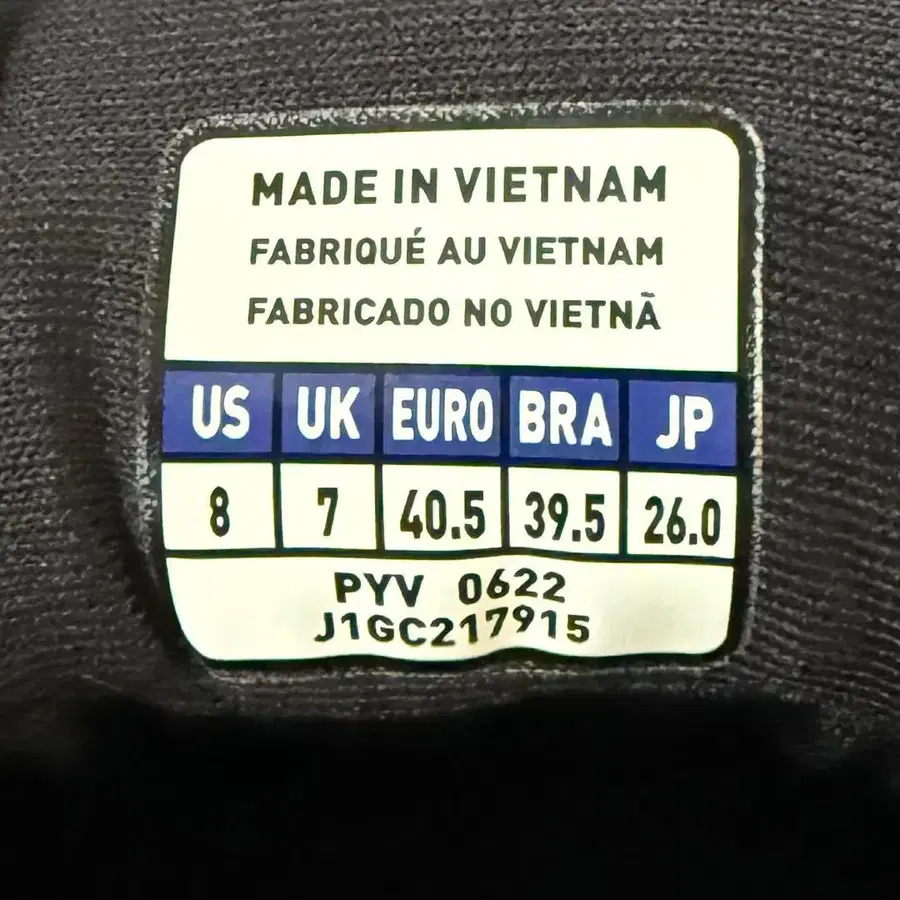 MADE IN VIETNAM
FABRIQUÉ AU VIETNAM
FABRICADO NO VIETNÃ
US UK EURO BRA JP
8 7 40.5 39.5 26.0
PYV 0622
J1GC217915